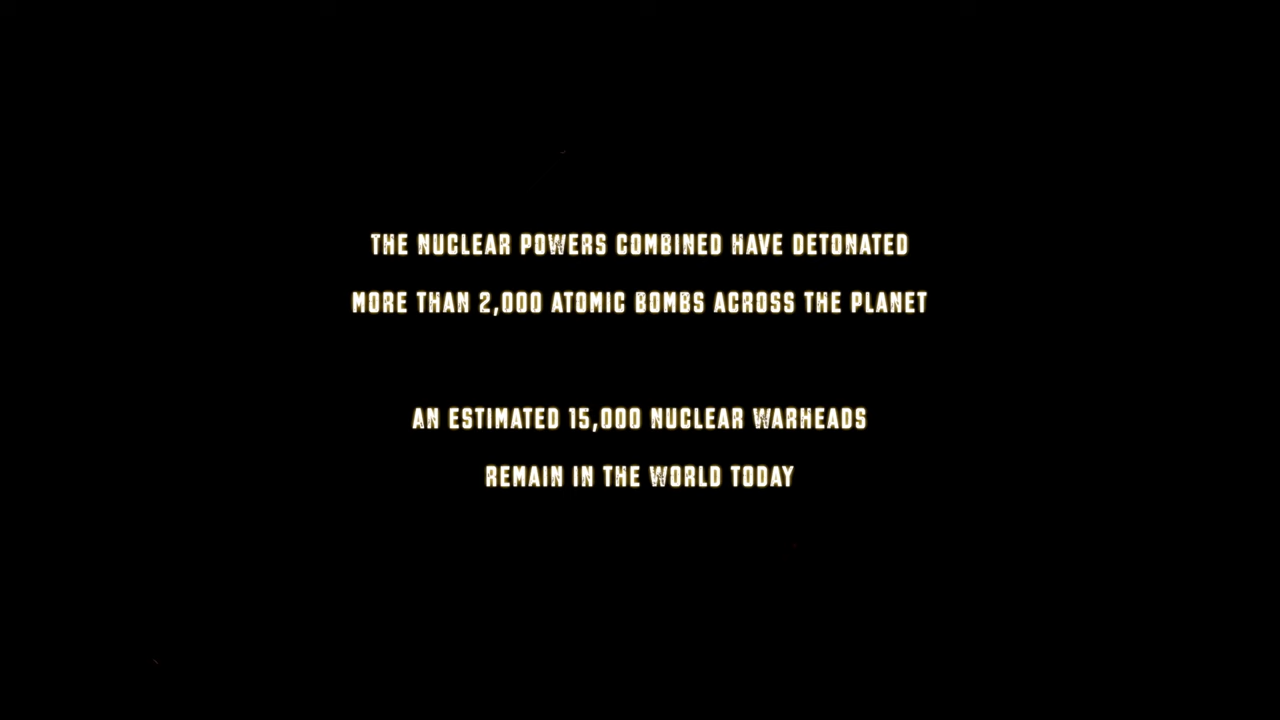 THE NUCLEAR POWERS COMBINED HAVE DETONATED
MORE THAN 2,000 ATOMIC BOMBS ACROSS THE PLANET
AN ESTIMATED 15,000 NUCLEAR WARHEADS
REMAIN IN THE WORLD TODAY